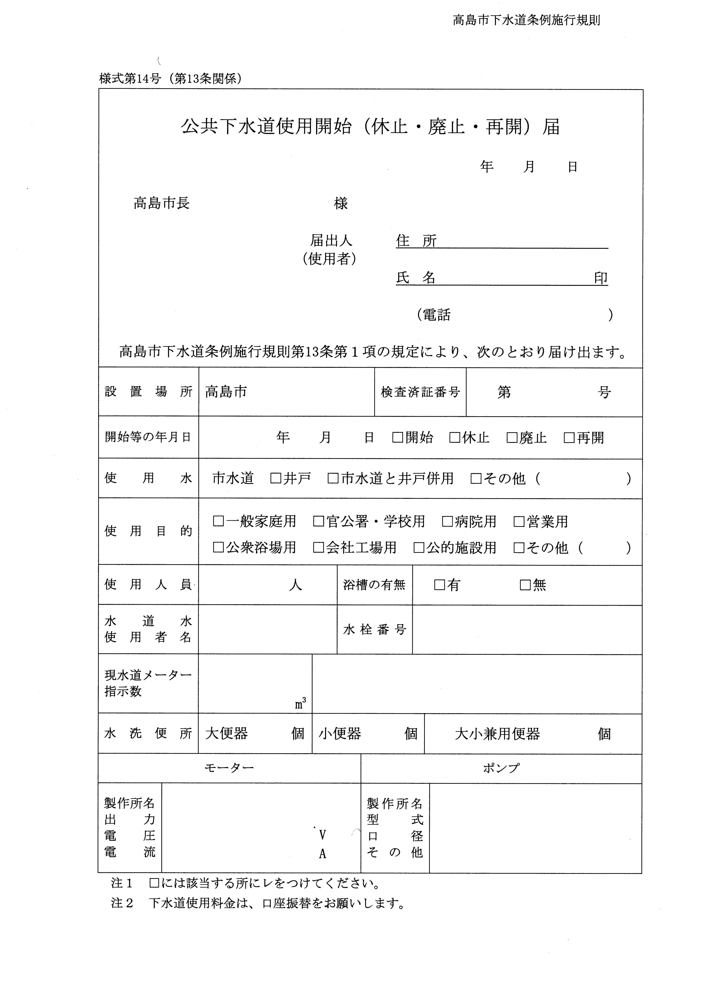 高島市下水道条例施行規則
様式第14号（第13条関係）
公共下水道使用開始（休止・廃止・再開）届
年　月　日
高島市長　様
届出人　住　所
（使用者）
氏　名　印
（電話　）
高島市下水道条例施行規則第13条第１項の規定により、次のとおり届け出ます。
設置場所　高島市　検査済証番号　第　号
開始等の年月日　年　月　日　□開始　□休止　□廃止　□再開
使用水　市水道　□井戸　□市水道と井戸併用　□その他（　）
使用目的
□一般家庭用　□官公署・学校用　□病院用　□営業用
□公衆浴場用　□会社工場用　□公的施設用　□その他（　）
使用人員　人　浴槽の有無　□有　□無
水道水
使用者名
水栓番号
現水道メーター
指示数
m³
水洗便所　大便器　個　小便器　個　大小兼用便器　個
モーター　ポンプ
製作所名
出力
電圧　V
電流　A
製作所名
型式
口径
その他
注１　□には該当する所にレをつけてください。
注２　下水道使用料金は、口座振替をお願いします。